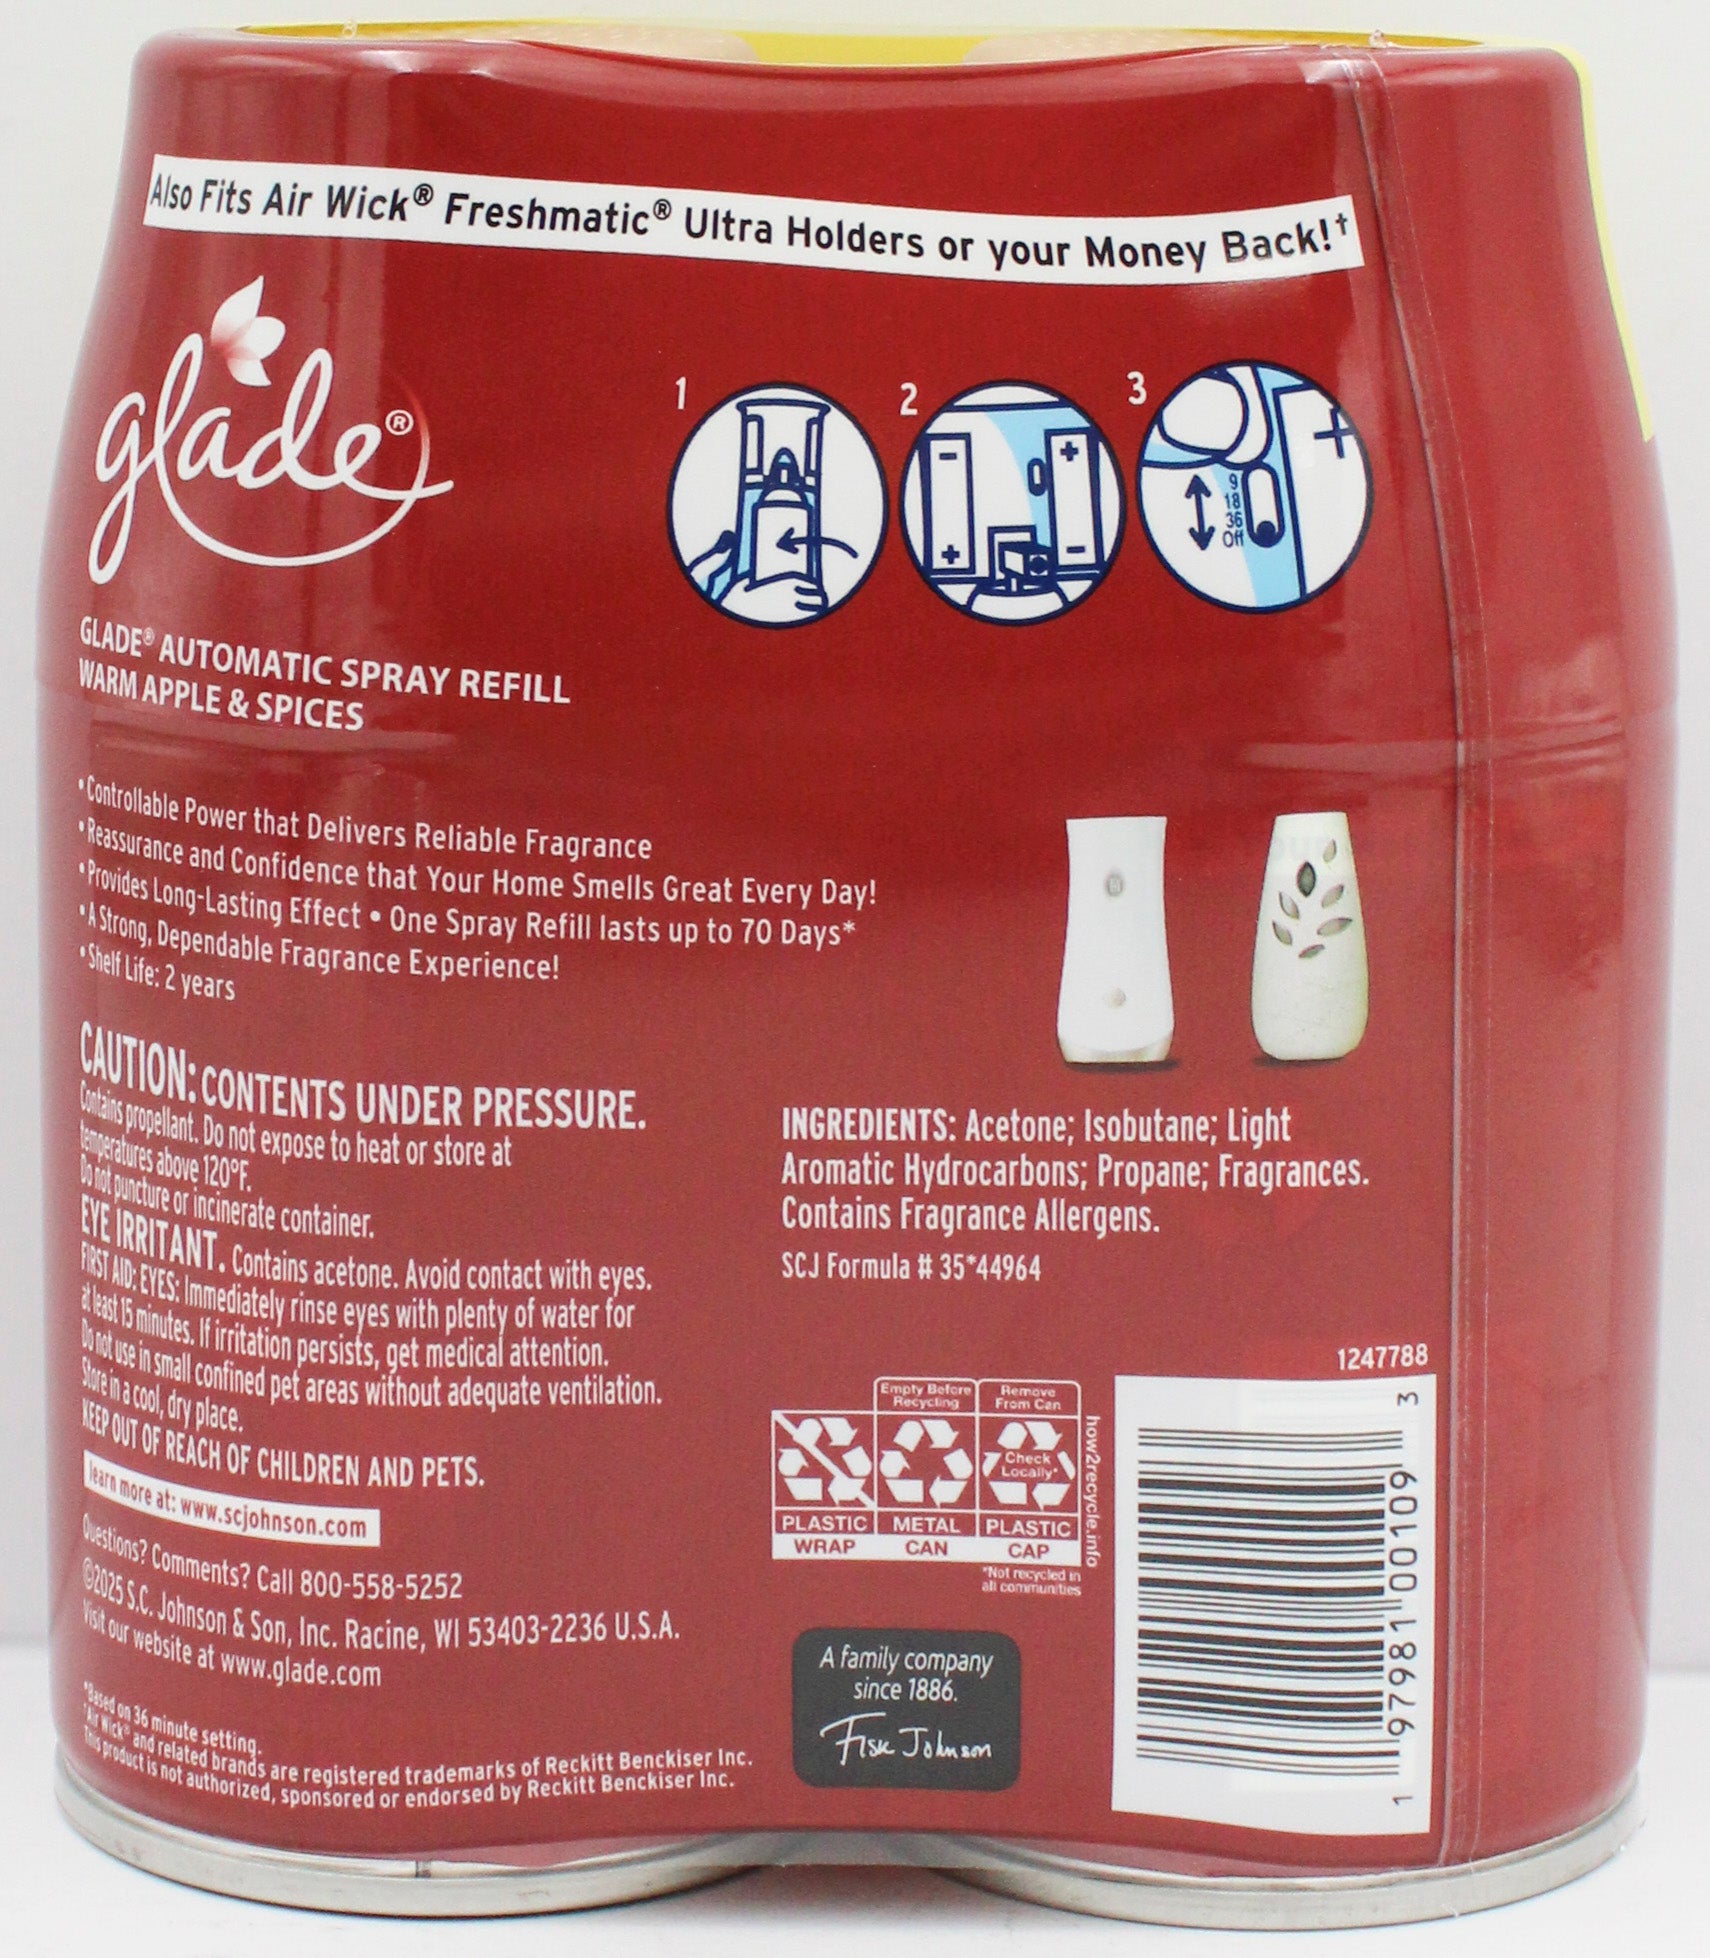 Also Fits Air Wick® Freshmatic® Ultra Holders or your Money Back!†
glade®
1
2
3
- +
+ -
+
9
18
36
Off
GLADE® AUTOMATIC SPRAY REFILL
WARM APPLE & SPICES
•Controllable Power that Delivers Reliable Fragrance
•Reassurance and Confidence that Your Home Smells Great Every Day!
•Provides Long-Lasting Effect • One Spray Refill lasts up to 70 Days*
•A Strong, Dependable Fragrance Experience!
•Shelf Life: 2 years
CAUTION: CONTENTS UNDER PRESSURE.
Contains propellant. Do not expose to heat or store at
temperatures above 120°F.
Do not puncture or incinerate container.
EYE IRRITANT. Contains acetone. Avoid contact with eyes.
FIRST AID: EYES: Immediately rinse eyes with plenty of water for
at least 15 minutes. If irritation persists, get medical attention.
Do not use in small confined pet areas without adequate ventilation.
Store in a cool, dry place.
KEEP OUT OF REACH OF CHILDREN AND PETS.
learn more at: www.scjohnson.com
Questions? Comments? Call 800-558-5252
©2025 S.C. Johnson & Son, Inc. Racine, WI 53403-2236 U.S.A.
Visit our website at www.glade.com
*Based on 36 minute setting.
†Air Wick® and related brands are registered trademarks of Reckitt Benckiser Inc.
This product is not authorized, sponsored or endorsed by Reckitt Benckiser Inc.
INGREDIENTS: Acetone; Isobutane; Light
Aromatic Hydrocarbons; Propane; Fragrances.
Contains Fragrance Allergens.
SCJ Formula # 35*44964
Empty Before
Recycling
Remove
From Can
Check
Locally*
PLASTIC
WRAP
METAL
CAN
PLASTIC
CAP
how2recycle.info
*Not recycled in
all communities
A family company
since 1886.
Fisk Johnson
1247788
1 97981 00109 3